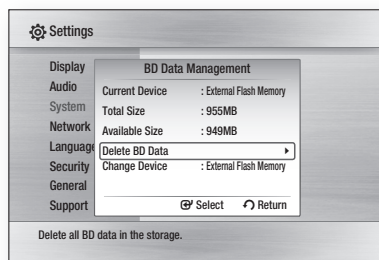 Settings
Display
Audio
System
Network
Language
Security
General
Support
BD Data Management
Current Device : External Flash Memory
Total Size : 955MB
Available Size : 949MB
Delete BD Data
Change Device : External Flash Memory
Select Return
Delete all BD data in the storage.